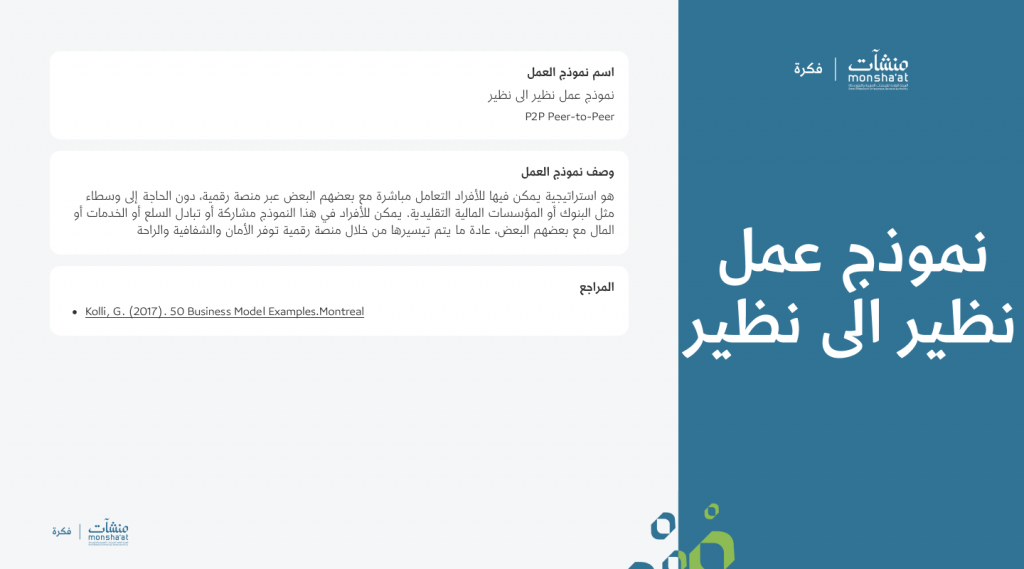 منشآت | فكرة
monsha'at
نموذج عمل
نظير الى نظير
اسم نموذج العمل
نموذج عمل نظير الى نظير
P2P Peer-to-Peer
وصف نموذج العمل
هو استراتيجية يمكن فيها للأفراد التعامل مباشرة مع بعضهم البعض عبر منصة رقمية، دون الحاجة إلى وسطاء
مثل البنوك أو المؤسسات المالية التقليدية. يمكن للأفراد في هذا النموذج مشاركة أو تبادل السلع أو الخدمات أو
المال مع بعضهم البعض، عادة ما يتم تيسيرها من خلال منصة رقمية توفر الأمان والشفافية والراحة
المراجع
• Kolli, G. (2017). 50 Business Model Examples.Montreal
منشآت | فكرة
monsha'at